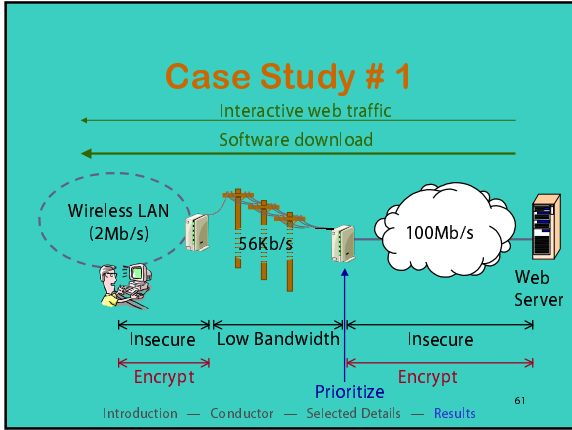 Case Study # 1
Interactive web traffic
Software download
Wireless LAN
(2Mb/s)
56Kb/s
100Mb/s
Web
Server
Insecure
Low Bandwidth
Insecure
Encrypt
Encrypt
Prioritize
61
Introduction — Conductor — Selected Details — Results